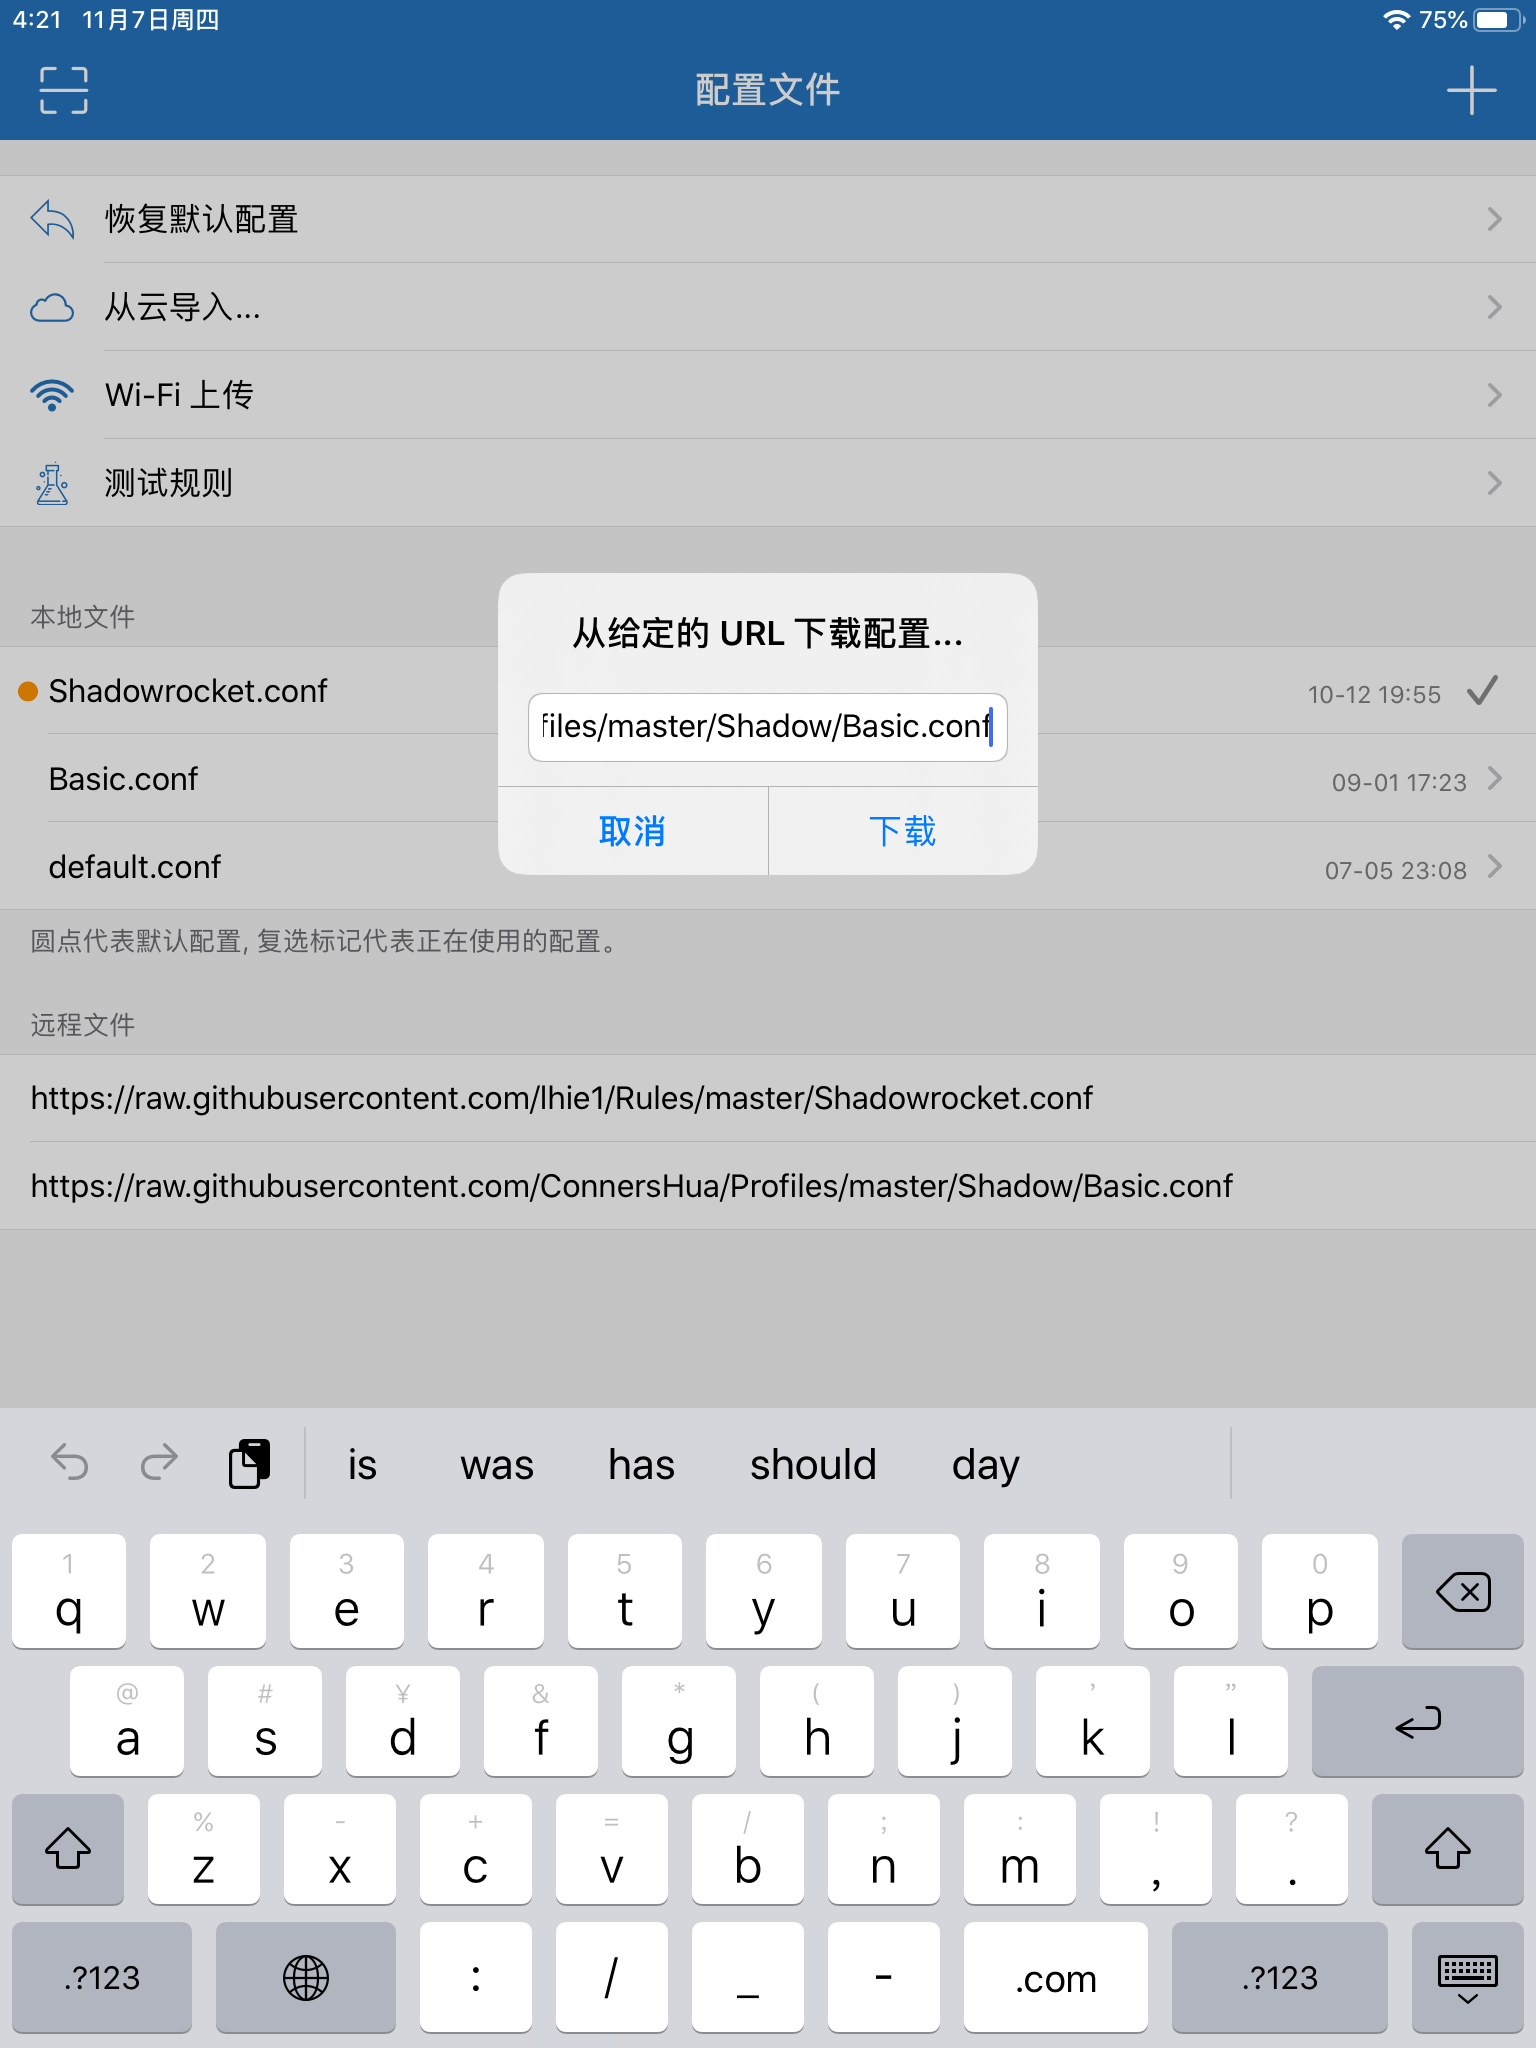 4:21 11月7日周四 75%
配置文件
恢复默认配置
从云导入...
Wi-Fi 上传
测试规则
本地文件
Shadowrocket.conf 10-12 19:55
Basic.conf 09-01 17:23
default.conf 07-05 23:08
圆点代表默认配置, 复选标记代表正在使用的配置。
从给定的 URL 下载配置...
files/master/Shadow/Basic.conf
取消 下载
远程文件
https://raw.githubusercontent.com/lhie1/Rules/master/Shadowrocket.conf
https://raw.githubusercontent.com/ConnersHua/Profiles/master/Shadow/Basic.conf
is was has should day
1 2 3 4 5 6 7 8 9 0
q w e r t y u i o p
@ # ¥ & * ( ) ’ ”
a s d f g h j k l
% - + = / ; : ! ?
z x c v b n m , .
.?123 : / _ - .com .?123